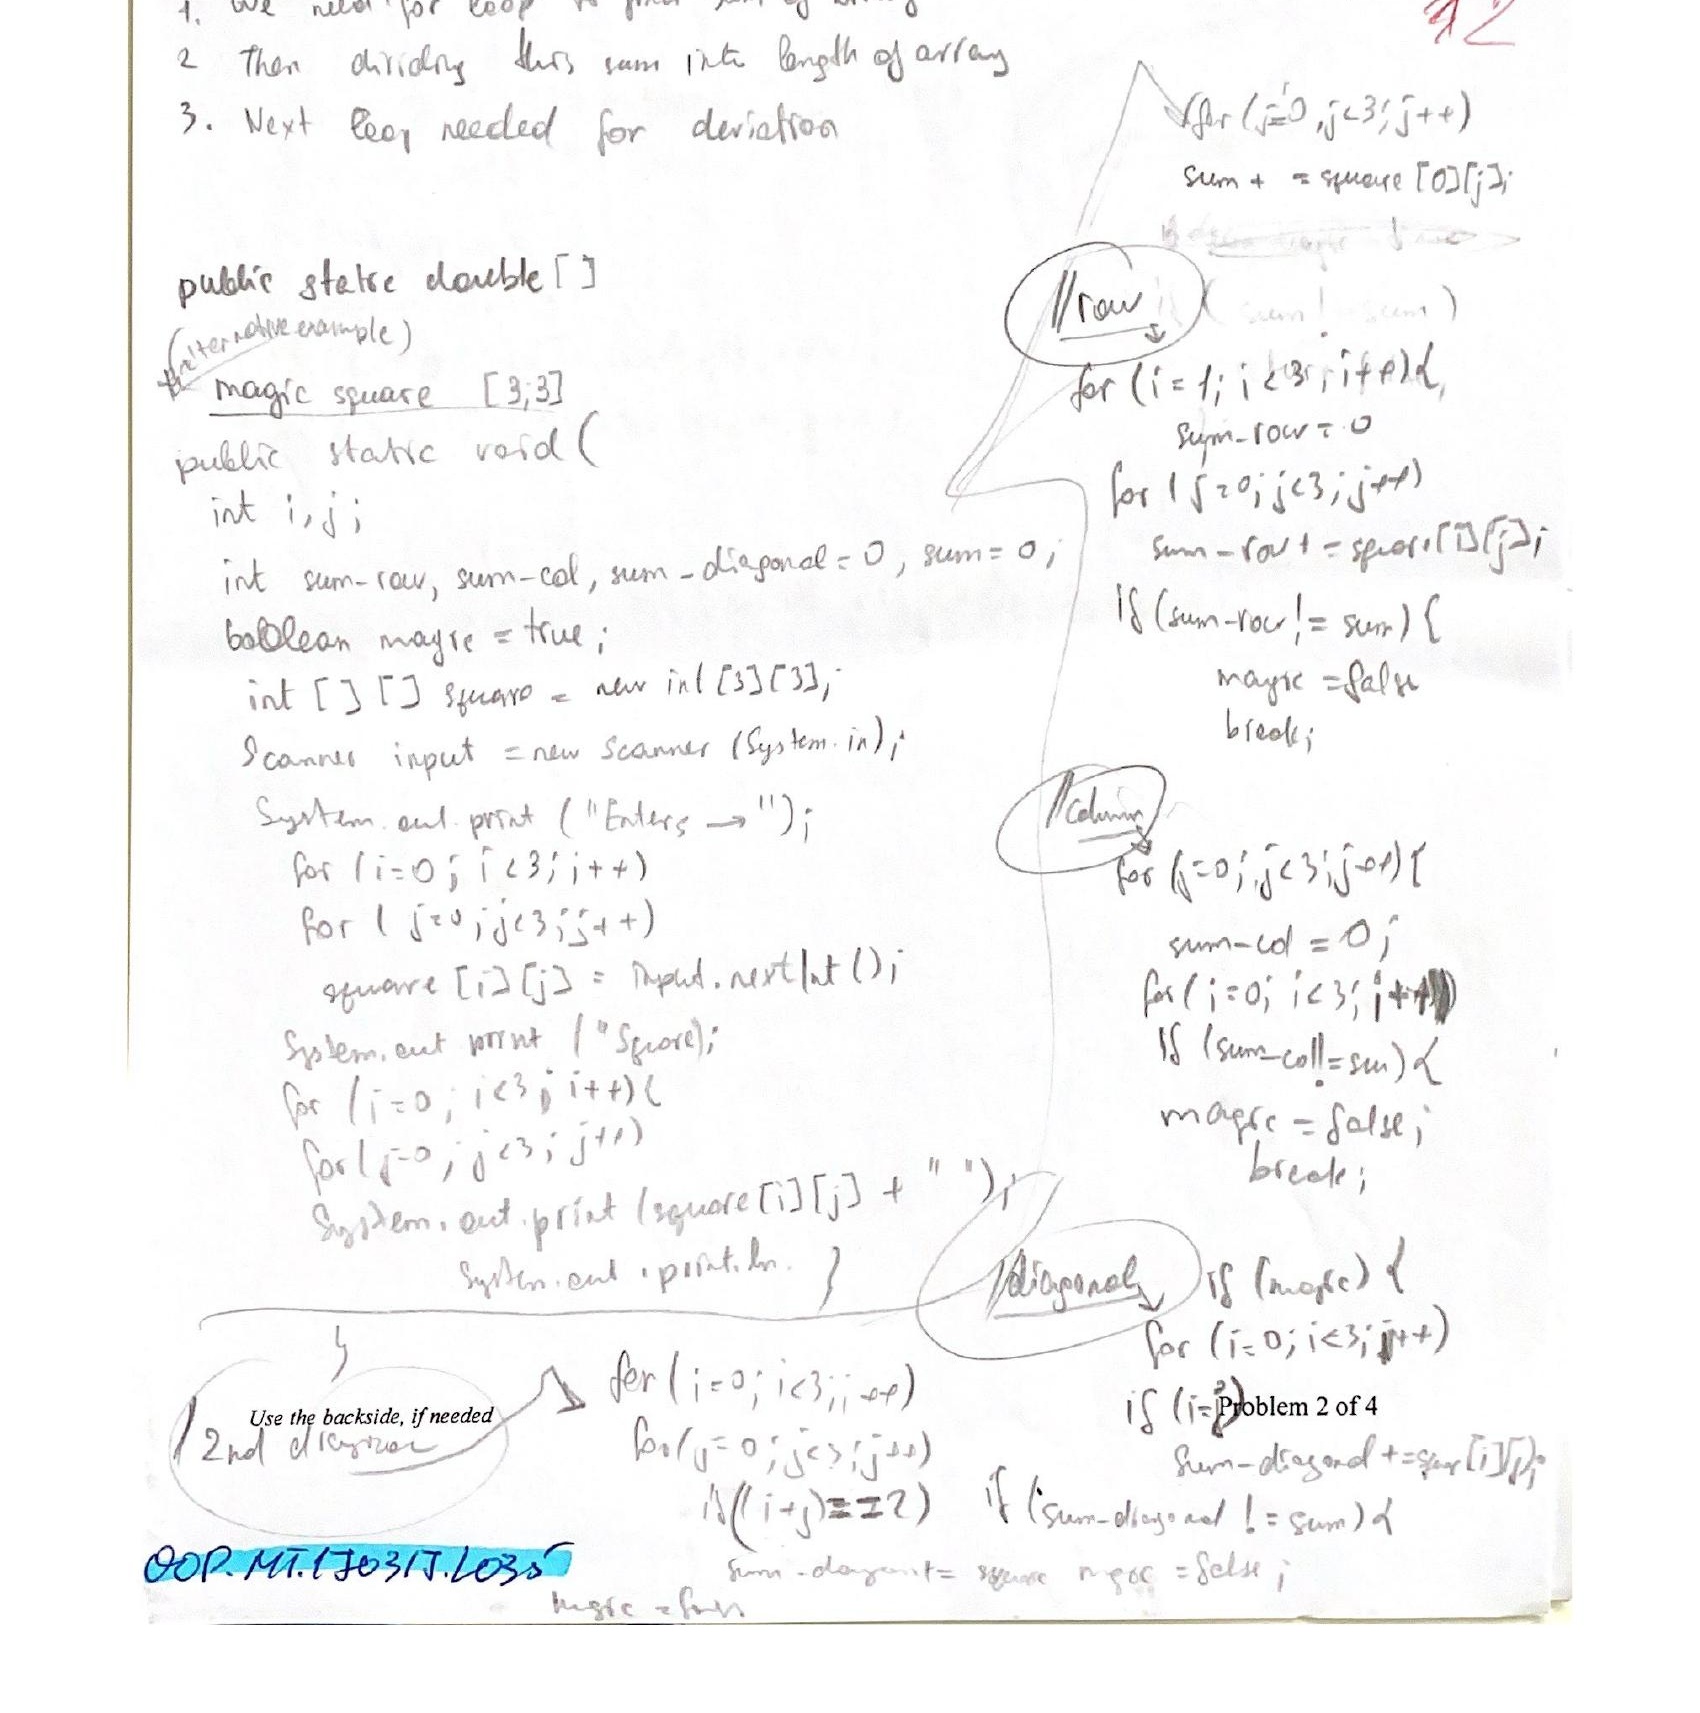 1. We need for loop to find sum of array
2 Then dividing this sum into length of array
3. Next loop needed for deviation
public static double [ ]
(alternative example)
magic square [3;3]
public static void (
int i, j ;
int sum-row, sum-col, sum-diagonal = 0, sum = 0 ;
boolean magic = true ;
int [ ] [ ] square = new int [3][3];
Scanner input = new Scanner (System.in);
System.out.print ("Enters → ");
for (i=0; i<3; i++)
for ( j=0; j<3; j++)
square [i][j] = input.nextInt ();
System.out print ("Square);
for (i=0; i<3; i++) {
for (j=0; j<3; j++)
System.out.print (square[i][j] + " ");
System.out.println. }
12
for (j=0, j<3; j++)
sum + = square [0][j];
if ( sum! = sum )
//row
for (i = 1; i < 3; i++) {
sum-row = 0
for (j=0; j<3; j++)
sum-row + = square[i][j];
if (sum-row != sum) {
magic = false
break;
//column
for (j=0; j<3; j++) {
sum-col = 0;
for (i=0; i<3; i++)
if (sum-col != sum) {
magic = false;
break;
//diagonal
if (magic) {
for (i=0; i<3; j++)
if (i=j)
Sum-diagonal +=square[i][j];
if (sum-diagonal != sum) {
magic = false;
Use the backside, if needed
Problem 2 of 4
//2nd diagonal
for (i=0; i<3; i++)
for (j=0; j<3; j++)
if ((i+j)==2)
sum-diagonal += square
magic = false
OOP.MT.170317.L035